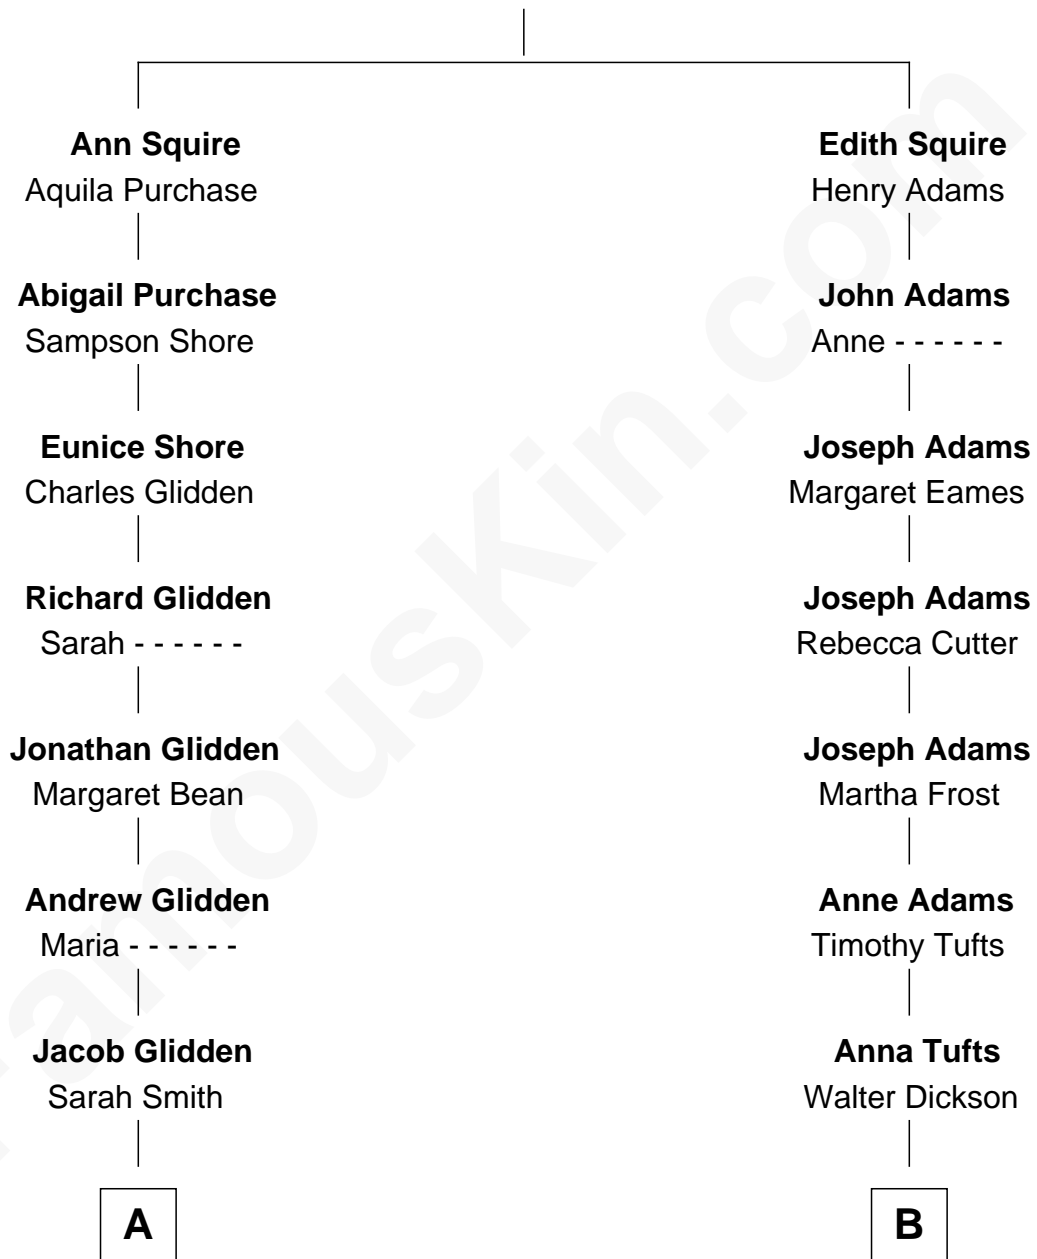 Ann Squire
Aquila Purchase
Abigail Purchase
Sampson Shore
Eunice Shore
Charles Glidden
Richard Glidden
Sarah - - - - - -
Jonathan Glidden
Margaret Bean
Andrew Glidden
Maria - - - - - -
Jacob Glidden
Sarah Smith
A
Edith Squire
Henry Adams
John Adams
Anne - - - - - -
Joseph Adams
Margaret Eames
Joseph Adams
Rebecca Cutter
Joseph Adams
Martha Frost
Anne Adams
Timothy Tufts
Anna Tufts
Walter Dickson
B
FamousKin.com